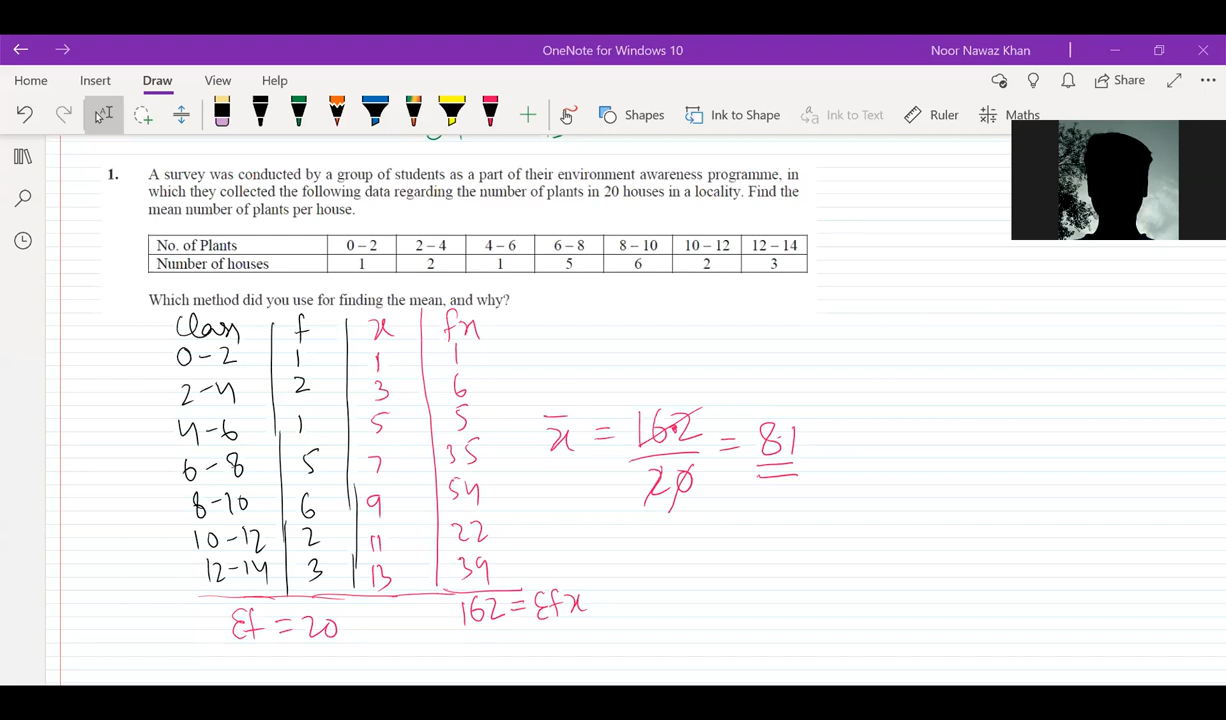 OneNote for Windows 10
Noor Nawaz Khan
Home Insert Draw View Help
Share
Shapes Ink to Shape Ink to Text Ruler Maths
1. A survey was conducted by a group of students as a part of their environment awareness programme, in
which they collected the following data regarding the number of plants in 20 houses in a locality. Find the
mean number of plants per house.
No. of Plants 0 – 2 2 – 4 4 – 6 6 – 8 8 – 10 10 – 12 12 – 14
Number of houses 1 2 1 5 6 2 3
Which method did you use for finding the mean, and why?
Class f x fx
0-2 1 1 1
2-4 2 3 6
4-6 1 5 5
6-8 5 7 35
8-10 6 9 54
10-12 2 11 22
12-14 3 13 39
Σf = 20 162 = Σfx
x̄ = 16.2/20 = 8.1